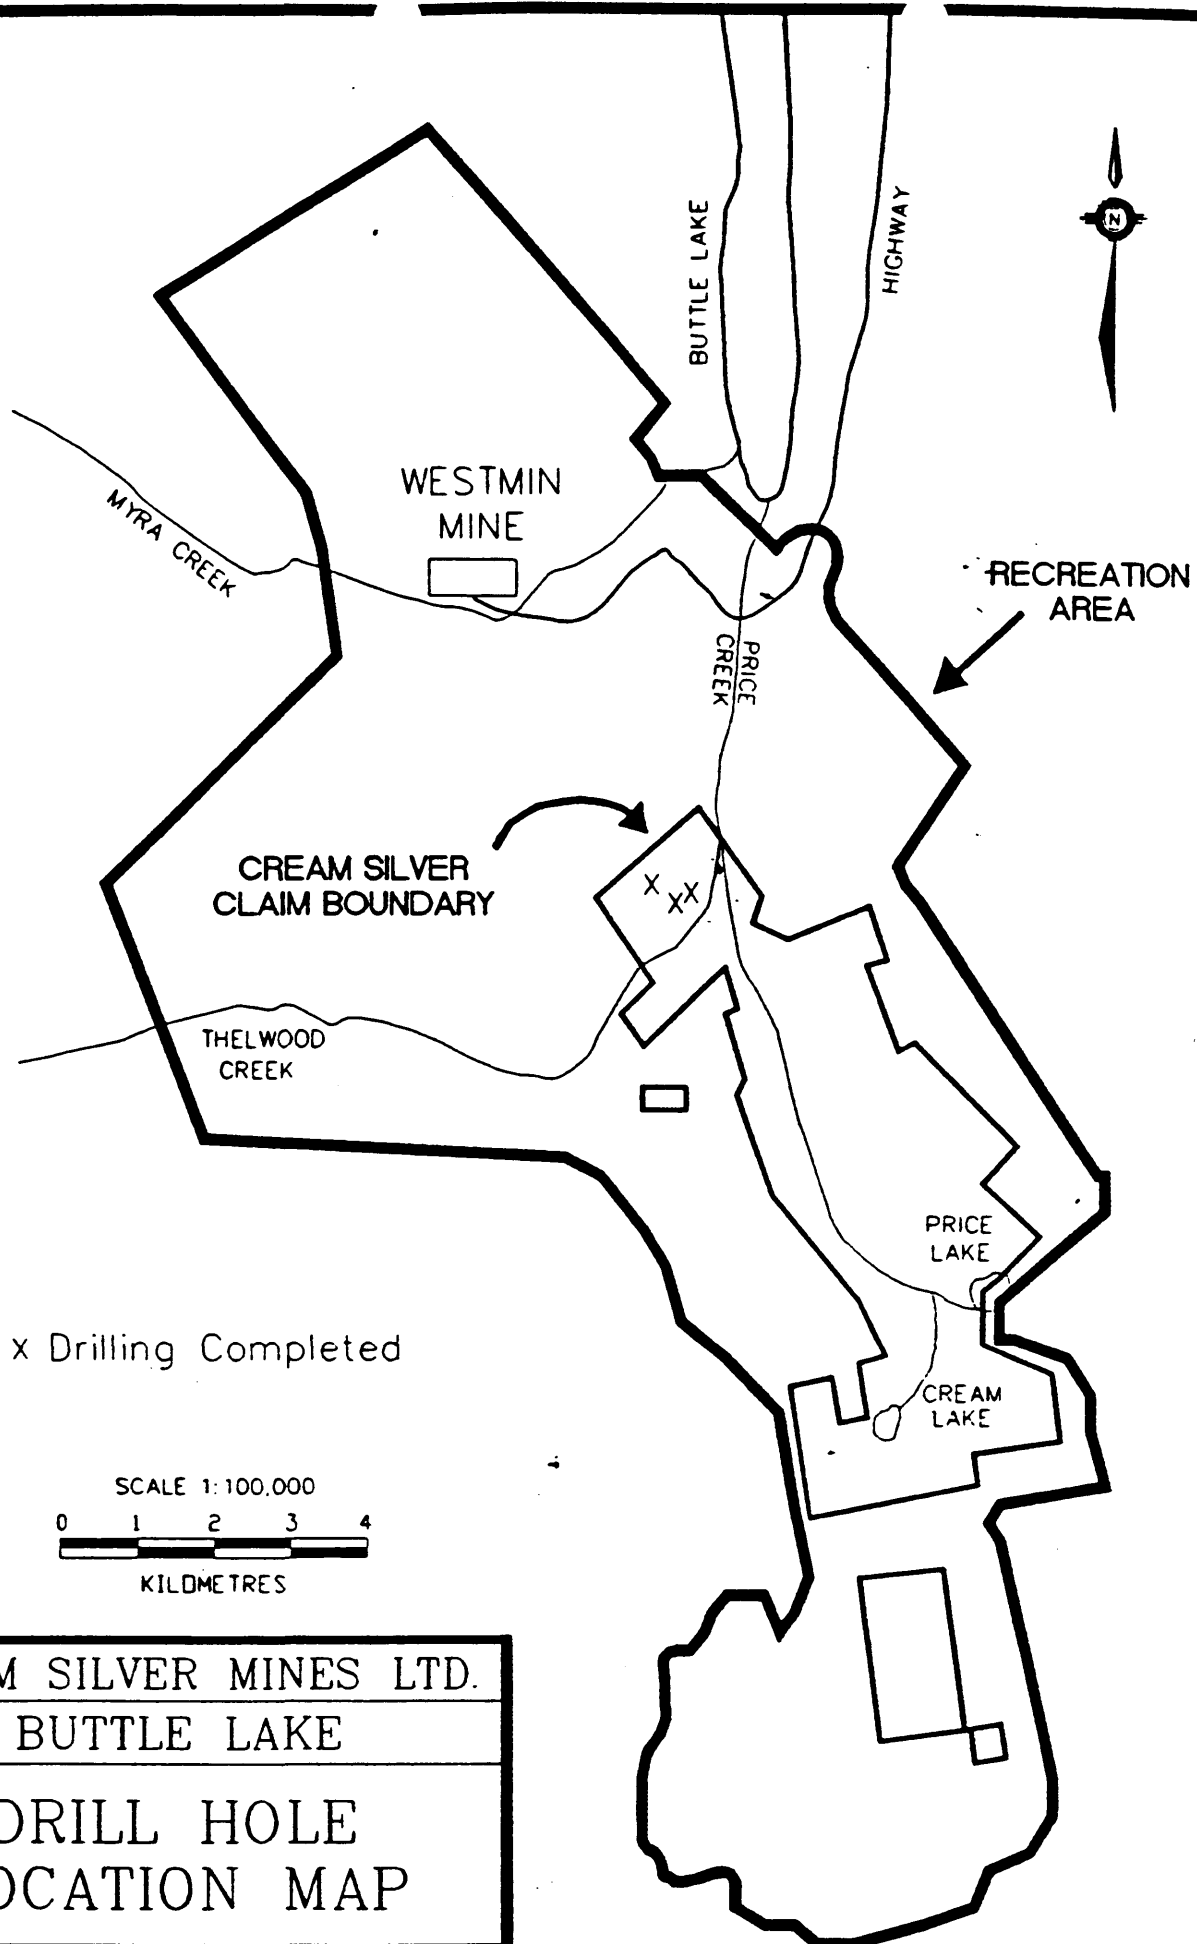 BUTTLE LAKE
HIGHWAY
N
WESTMIN
MINE
MYRA CREEK
RECREATION
AREA
PRICE
CREEK
CREAM SILVER
CLAIM BOUNDARY
X
XX
THELWOOD
CREEK
PRICE
LAKE
x Drilling Completed
CREAM
LAKE
SCALE 1:100,000
0 1 2 3 4
KILOMETRES
M SILVER MINES LTD.
BUTTLE LAKE
DRILL HOLE
OCATION MAP